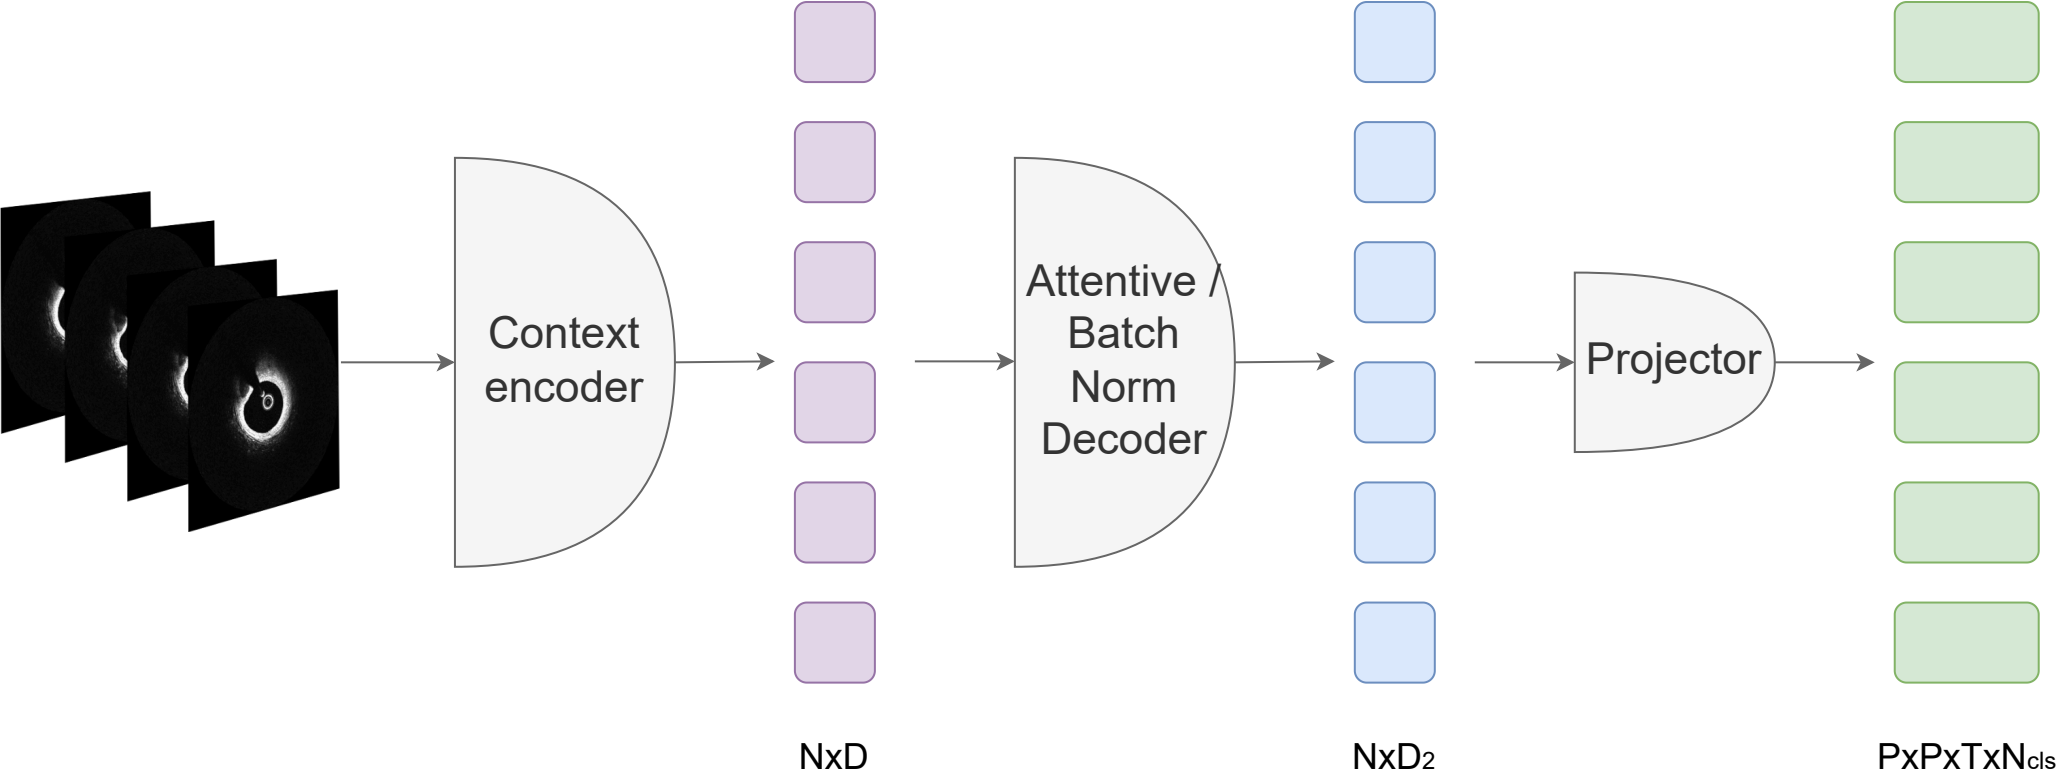 Context
encoder
Attentive /
Batch
Norm
Decoder
Projector
NxD
NxD2
PxPxTxNcls